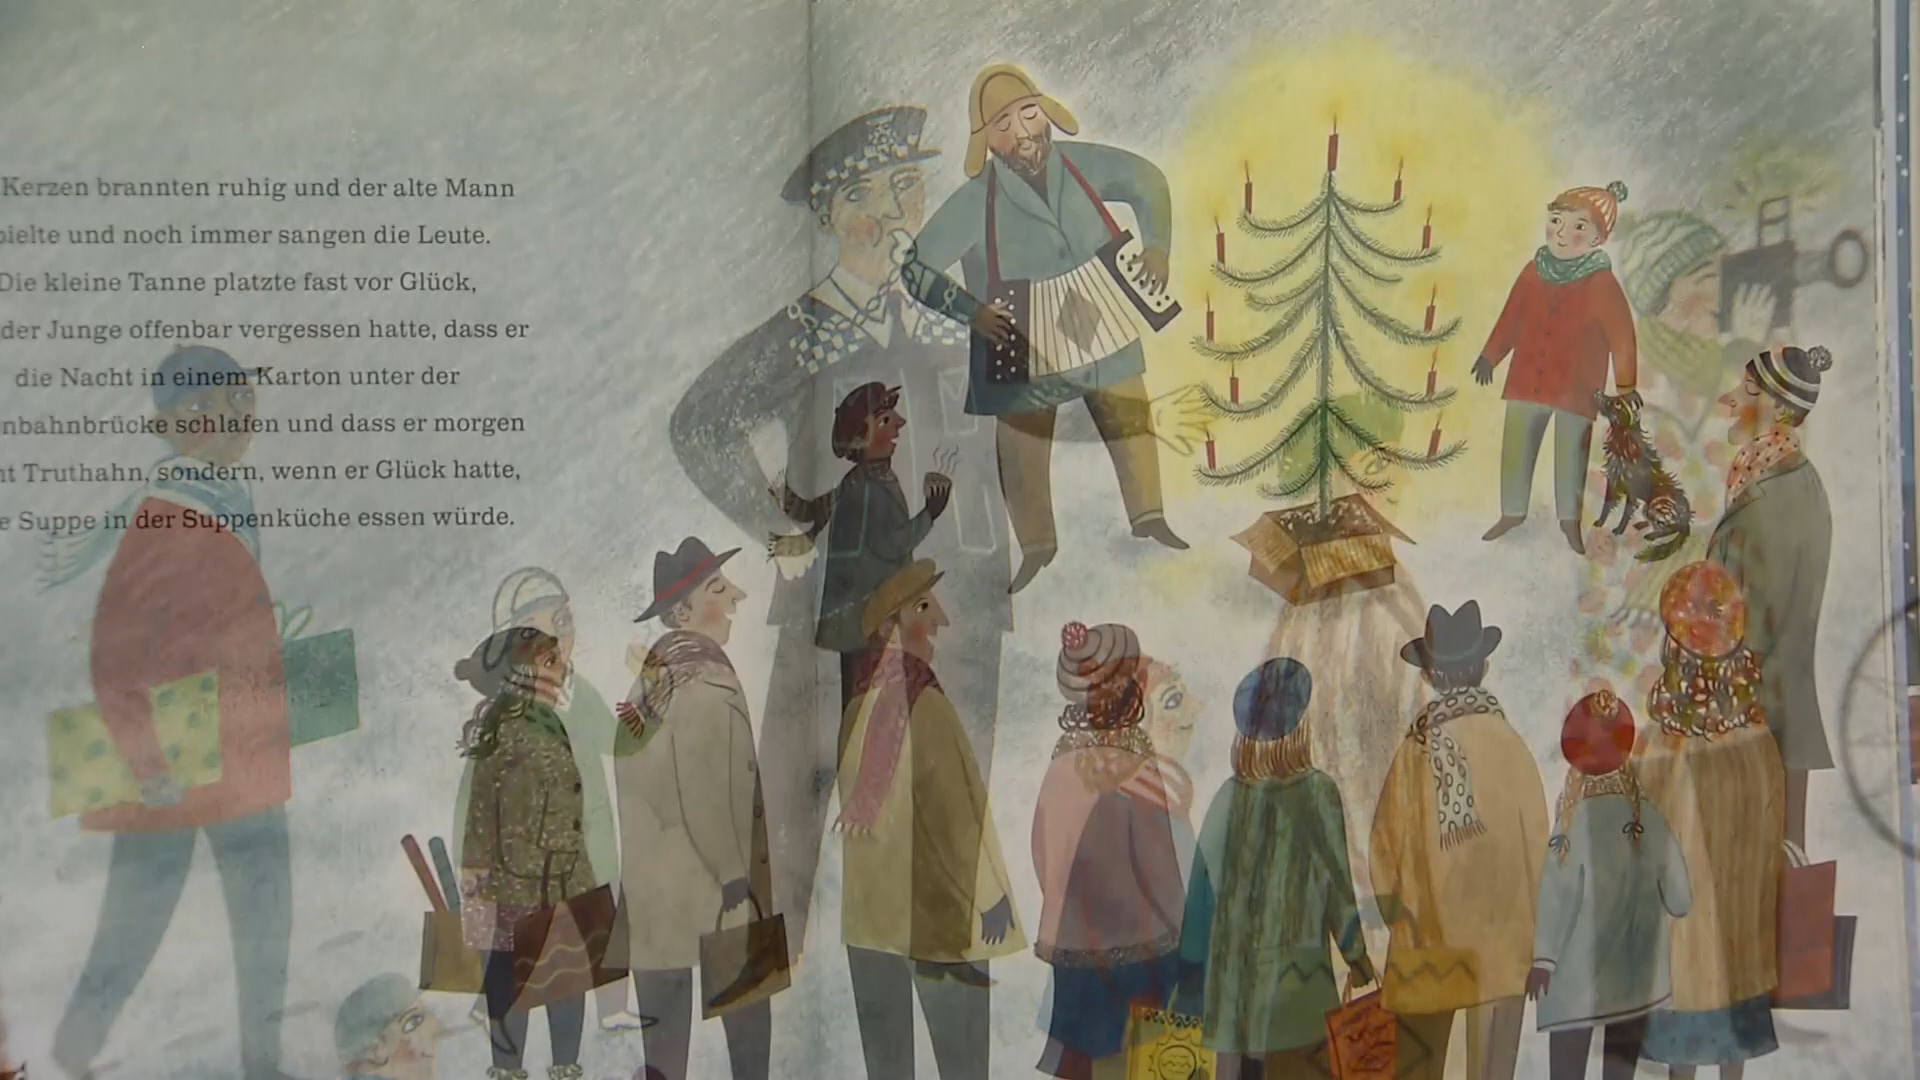 Kerzen brannten ruhig und der alte Mann
ielte und noch immer sangen die Leute.
Die kleine Tanne platzte fast vor Glück,
der Junge offenbar vergessen hatte, dass er
die Nacht in einem Karton unter der
nbahnbrücke schlafen und dass er morgen
t Truthahn, sondern, wenn er Glück hatte,
e Suppe in der Suppenküche essen würde.